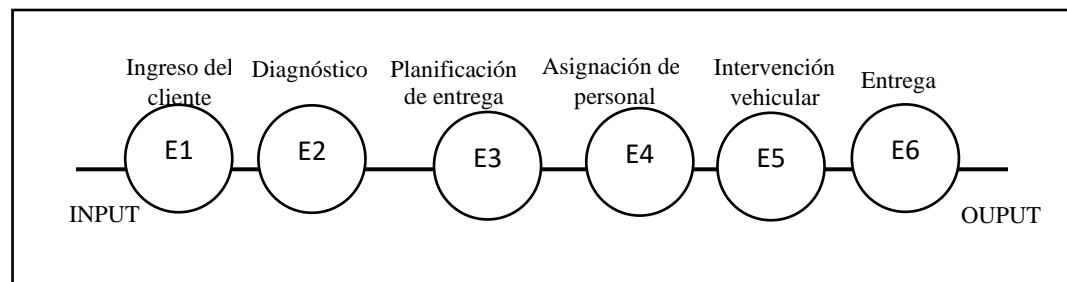 Ingreso del
cliente
Diagnóstico
Planificación
de entrega
Asignación de
personal
Intervención
vehicular
Entrega
E1
E2
E3
E4
E5
E6
INPUT
OUPUT